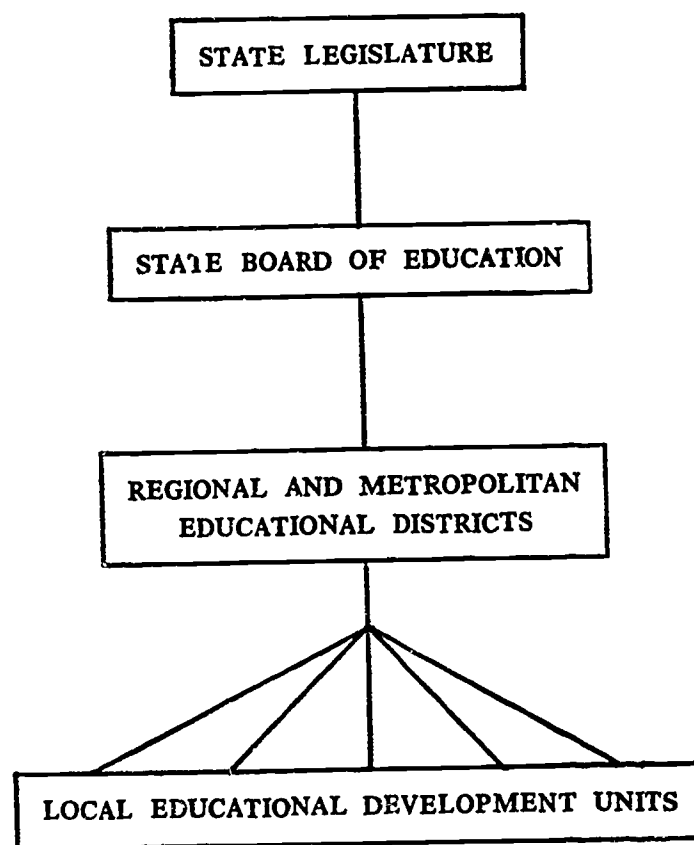 STATE LEGISLATURE
STATE BOARD OF EDUCATION
REGIONAL AND METROPOLITAN
EDUCATIONAL DISTRICTS
LOCAL EDUCATIONAL DEVELOPMENT UNITS